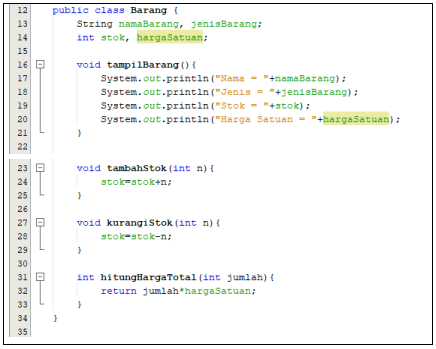 12 public class Barang {
13 String namaBarang, jenisBarang;
14 int stok, hargaSatuan;
15
16 void tampilBarang(){
17 System.out.println("Nama = "+namaBarang);
18 System.out.println("Jenis = "+jenisBarang);
19 System.out.println("Stok = "+stok);
20 System.out.println("Harga Satuan = "+hargaSatuan);
21 }
22
23 void tambahStok(int n){
24 stok=stok+n;
25 }
26
27 void kurangiStok(int n){
28 stok=stok-n;
29 }
30
31 int hitungHargaTotal(int jumlah){
32 return jumlah*hargaSatuan;
33 }
34 }
35